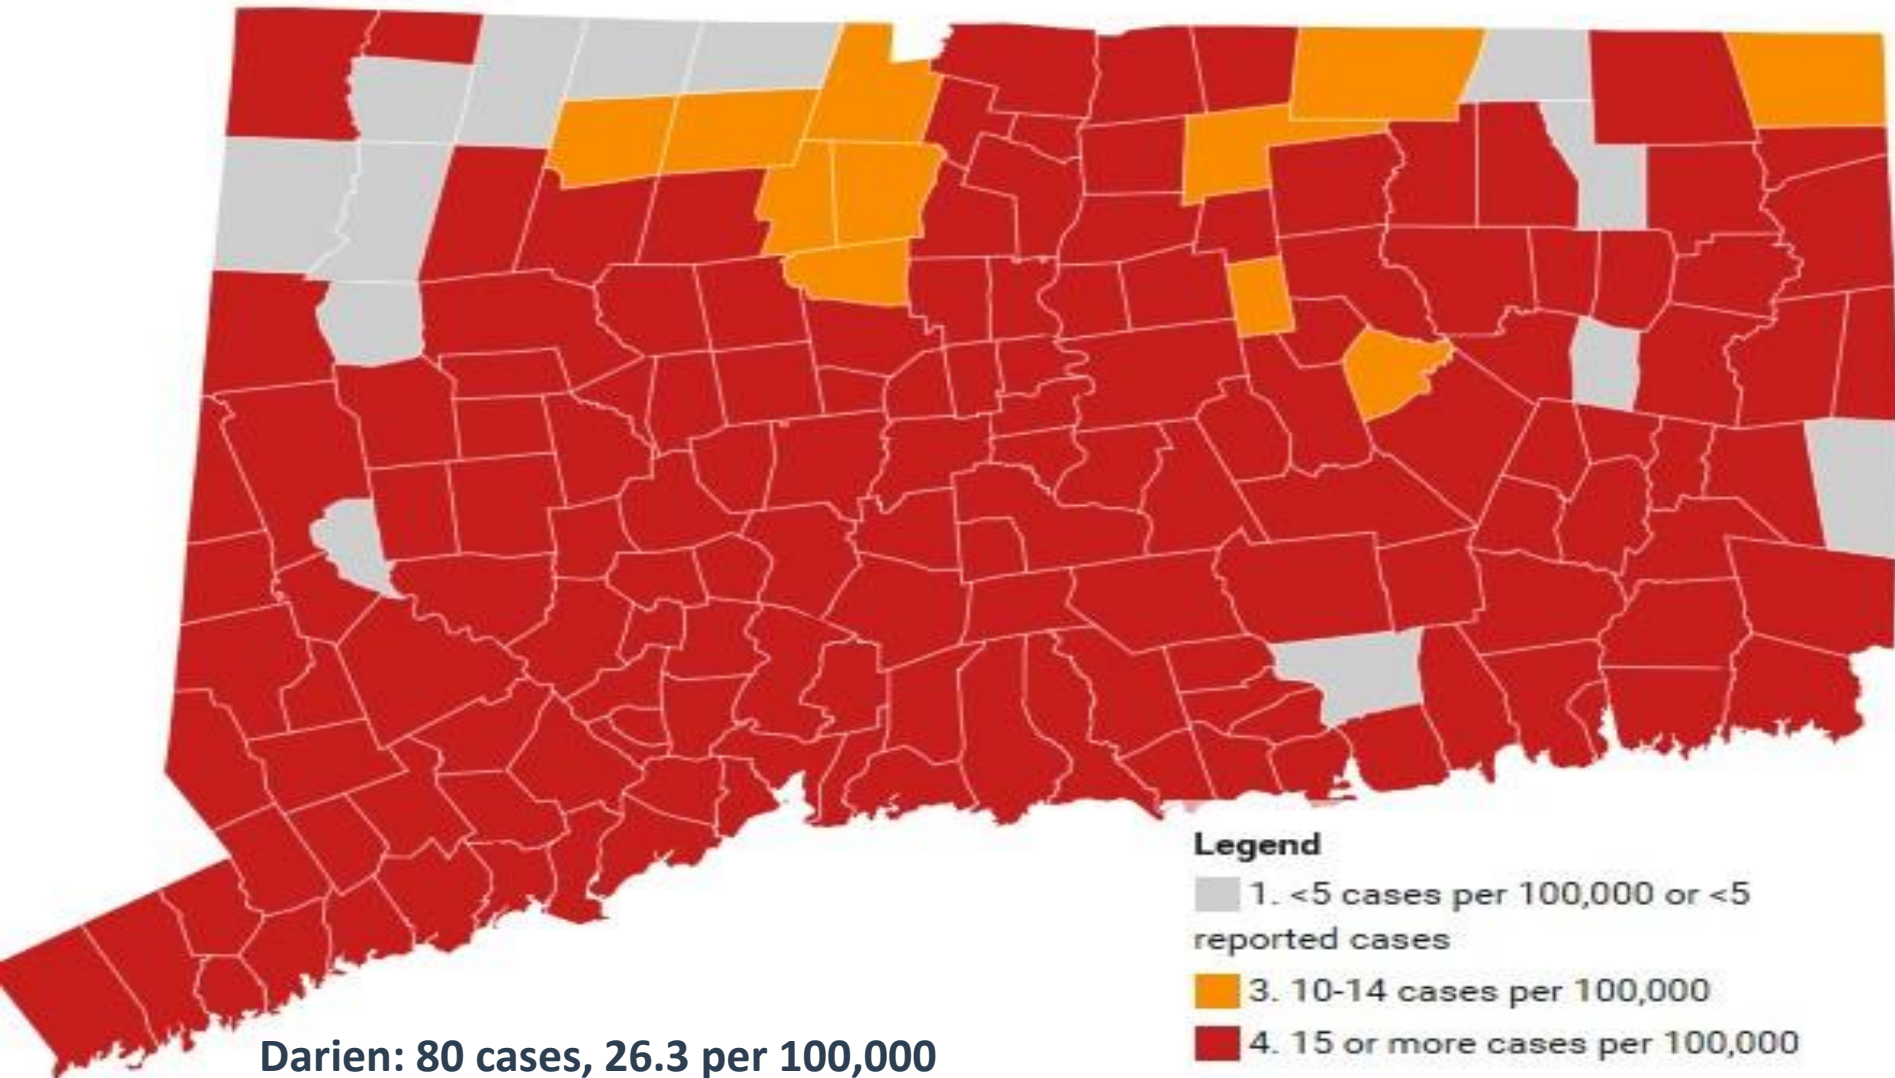 Legend
1. <5 cases per 100,000 or <5
reported cases
3. 10-14 cases per 100,000
4. 15 or more cases per 100,000
Darien: 80 cases, 26.3 per 100,000